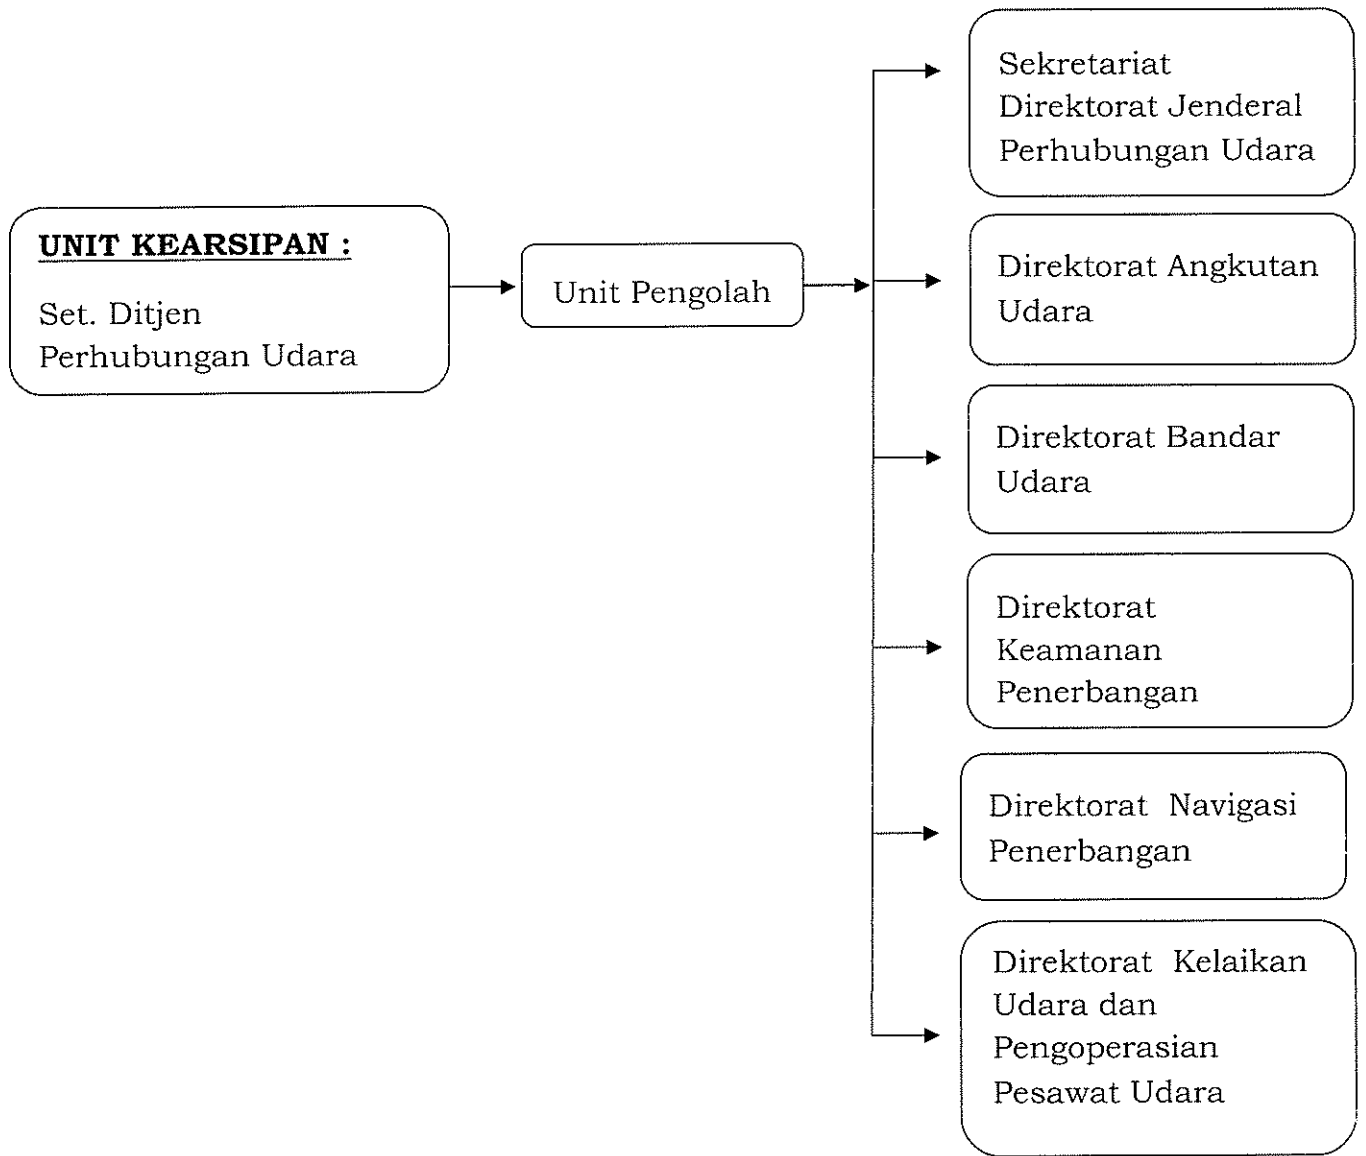 UNIT KEARSIPAN :
Set. Ditjen
Perhubungan Udara
Unit Pengolah
Sekretariat
Direktorat Jenderal
Perhubungan Udara
Direktorat Angkutan
Udara
Direktorat Bandar
Udara
Direktorat
Keamanan
Penerbangan
Direktorat Navigasi
Penerbangan
Direktorat Kelaikan
Udara dan
Pengoperasian
Pesawat Udara